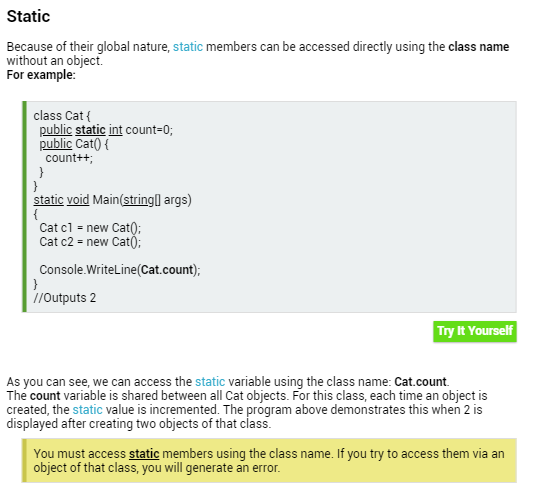 Static
Because of their global nature, static members can be accessed directly using the class name
without an object.
For example:
class Cat {
public static int count=0;
public Cat() {
count++;
}
}
static void Main(string[] args)
{
Cat c1 = new Cat();
Cat c2 = new Cat();
Console.WriteLine(Cat.count);
}
//Outputs 2
Try It Yourself
As you can see, we can access the static variable using the class name: Cat.count.
The count variable is shared between all Cat objects. For this class, each time an object is
created, the static value is incremented. The program above demonstrates this when 2 is
displayed after creating two objects of that class.
You must access static members using the class name. If you try to access them via an
object of that class, you will generate an error.